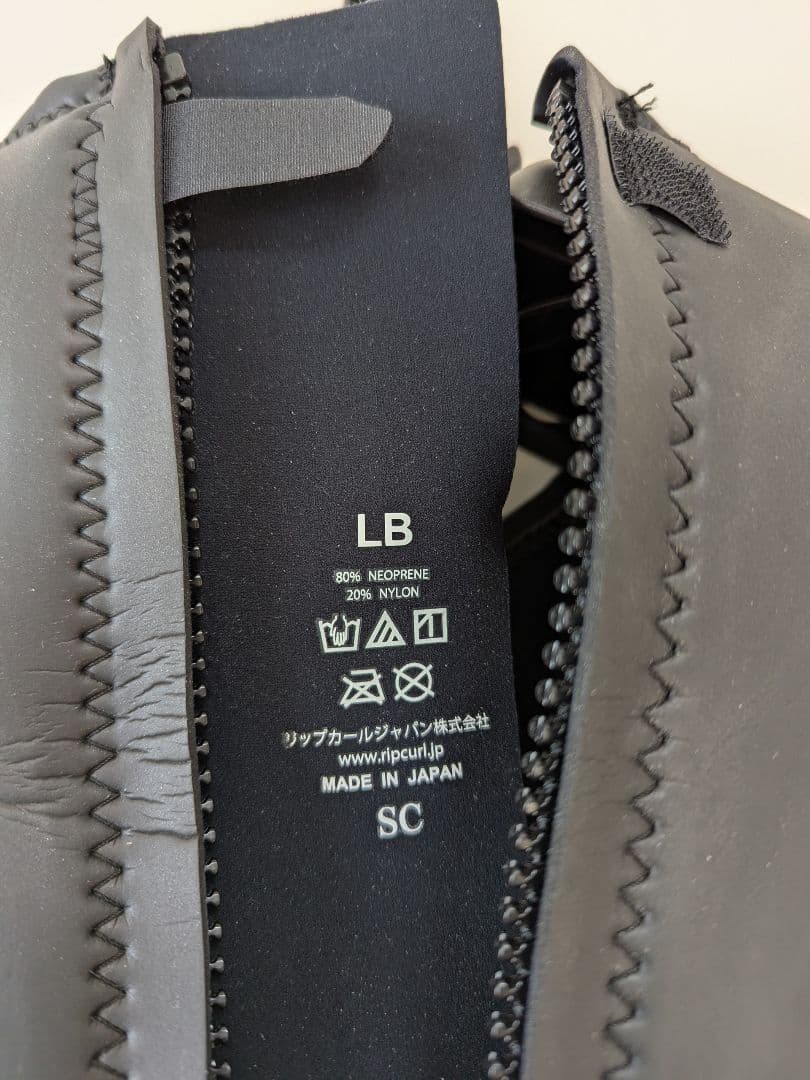 LB
80% NEOPRENE
20% NYLON
リップカールジャパン株式会社
www.ripcurl.jp
MADE IN JAPAN
SC